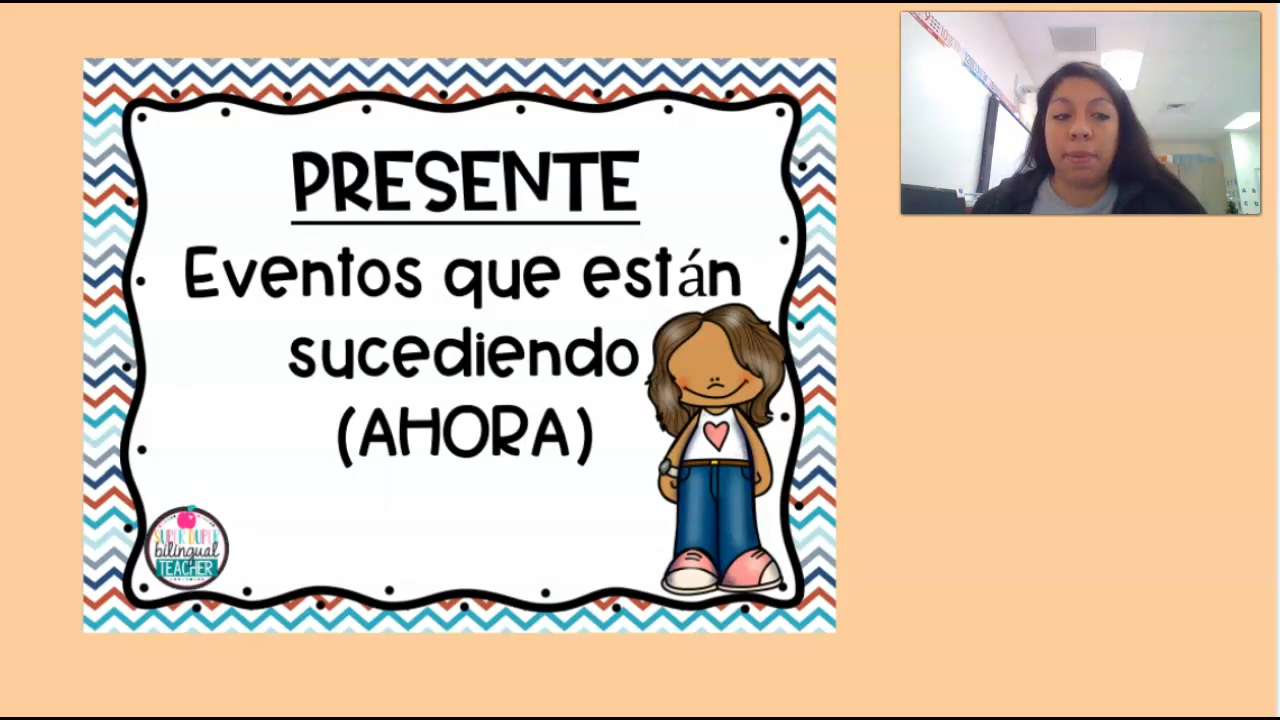 PRESENTE
Eventos que están
sucediendo
(AHORA)
SUPER DUPER
bilingual
TEACHER